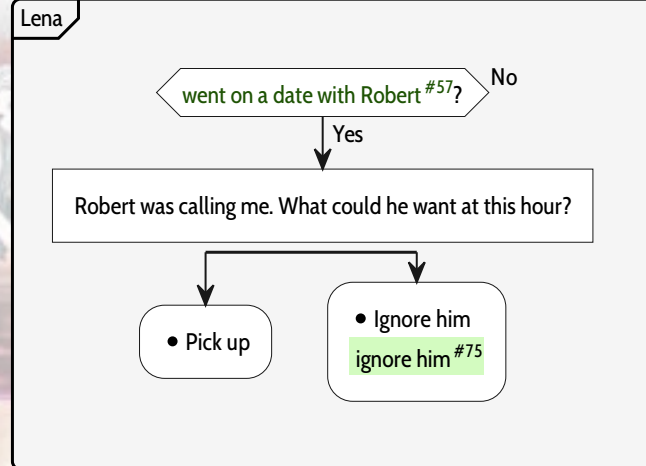 Lena
went on a date with Robert #57?
No
Yes
Robert was calling me. What could he want at this hour?
• Pick up
• Ignore him
ignore him #75